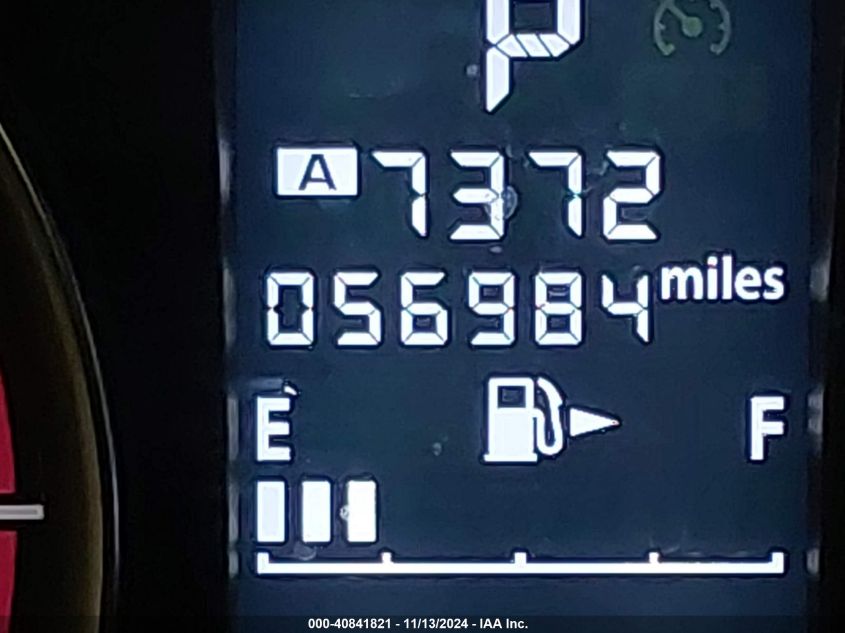 P
A 7372
056984 miles
E F
000-40841821 - 11/13/2024 - IAA Inc.